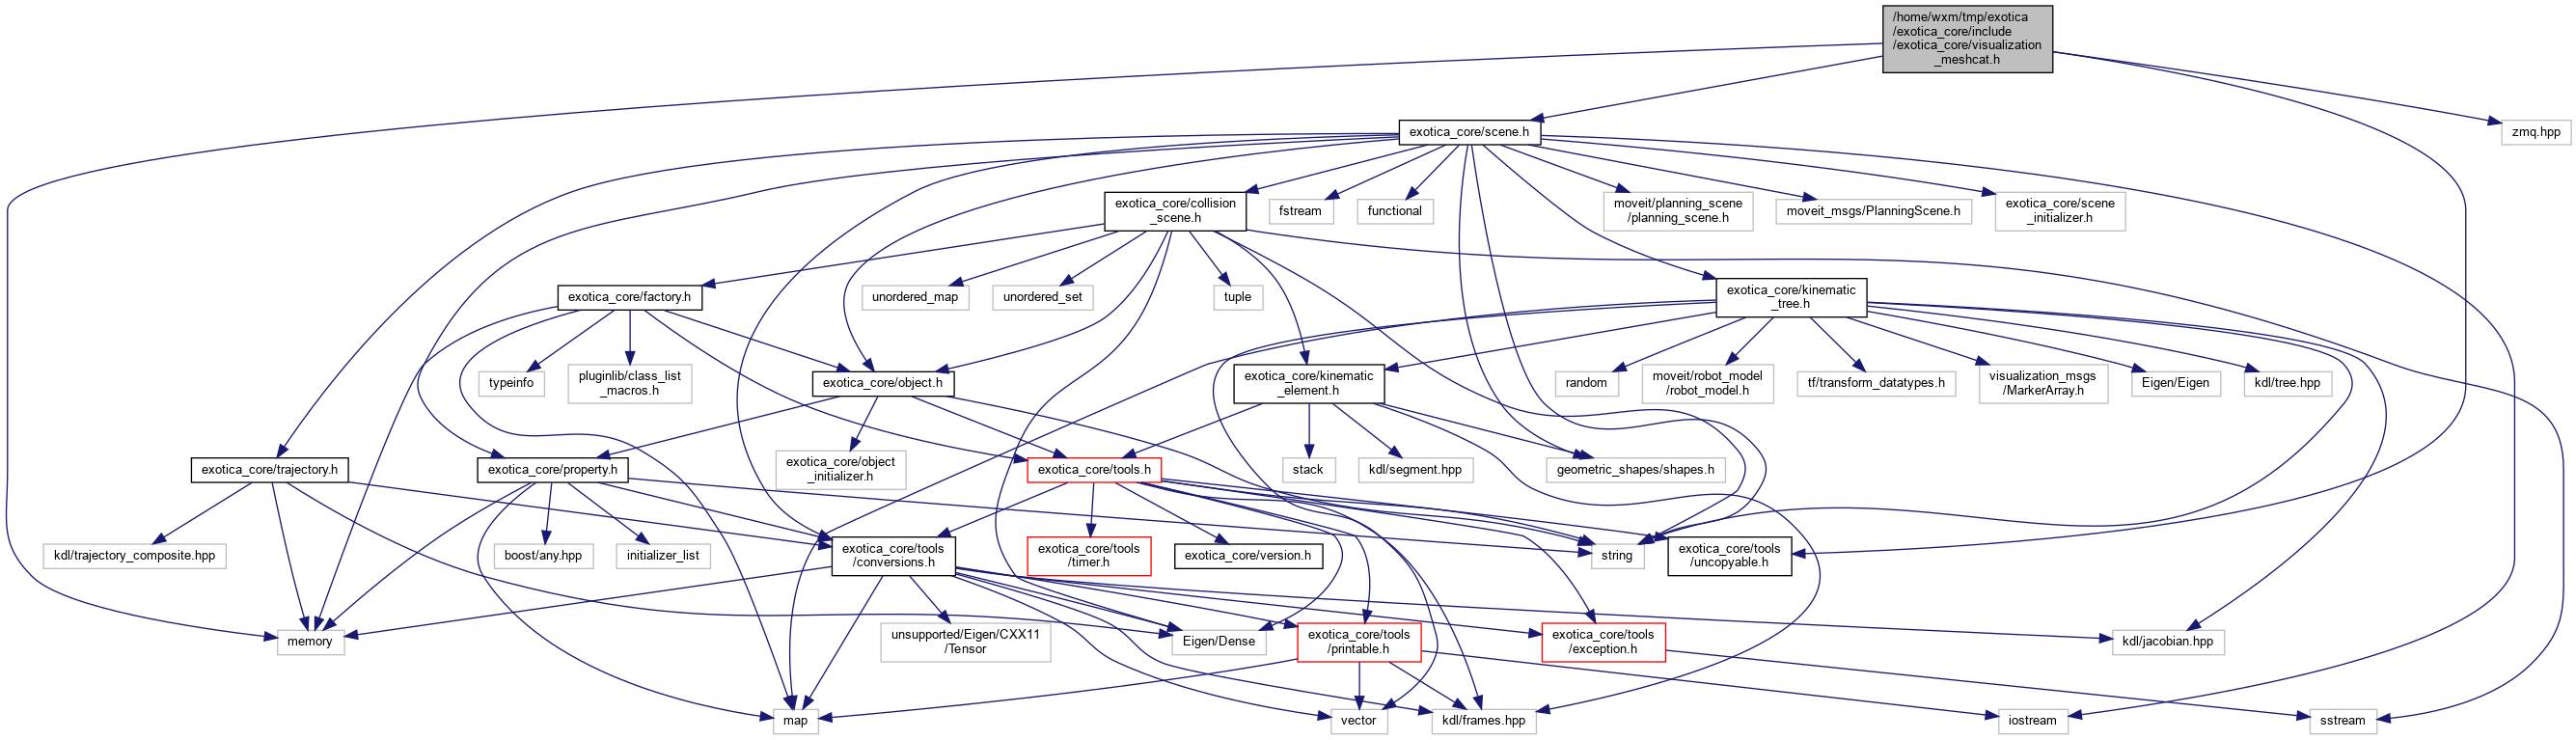 /home/wxm/tmp/exotica
/exotica_core/include
/exotica_core/visualization
_meshcat.h
exotica_core/scene.h
zmq.hpp
exotica_core/collision
_scene.h
fstream
functional
moveit/planning_scene
/planning_scene.h
moveit_msgs/PlanningScene.h
exotica_core/scene
_initializer.h
exotica_core/factory.h
unordered_map
unordered_set
tuple
exotica_core/kinematic
_tree.h
typeinfo
pluginlib/class_list
_macros.h
exotica_core/object.h
exotica_core/kinematic
_element.h
random
moveit/robot_model
/robot_model.h
tf/transform_datatypes.h
visualization_msgs
/MarkerArray.h
Eigen/Eigen
kdl/tree.hpp
exotica_core/trajectory.h
exotica_core/property.h
exotica_core/object
_initializer.h
exotica_core/tools.h
stack
kdl/segment.hpp
geometric_shapes/shapes.h
kdl/trajectory_composite.hpp
boost/any.hpp
initializer_list
exotica_core/tools
/conversions.h
exotica_core/tools
/timer.h
exotica_core/version.h
string
exotica_core/tools
/uncopyable.h
memory
unsupported/Eigen/CXX11
/Tensor
Eigen/Dense
exotica_core/tools
/printable.h
exotica_core/tools
/exception.h
kdl/jacobian.hpp
map
vector
kdl/frames.hpp
iostream
sstream